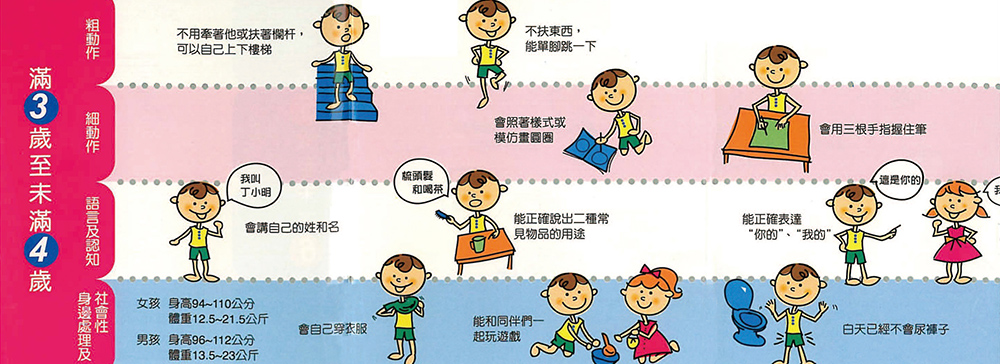 滿3歲至未滿4歲
粗動作
不用牽著他或扶著欄杆，
可以自己上下樓梯
不扶東西，
能單腳跳一下
細動作
會照著樣式或
模仿畫圓圈
會用三根手指握住筆
語言及認知
我叫
丁小明
會講自己的姓和名
梳頭髮
和喝茶
能正確說出二種常
見物品的用途
能正確表達
“你的”、“我的”
這是你的
社會性
身邊處理及
女孩 身高94~110公分
體重12.5~21.5公斤
男孩 身高96~112公分
體重13.5~23公斤
會自己穿衣服
能和同伴們一
起玩遊戲
白天已經不會尿褲子